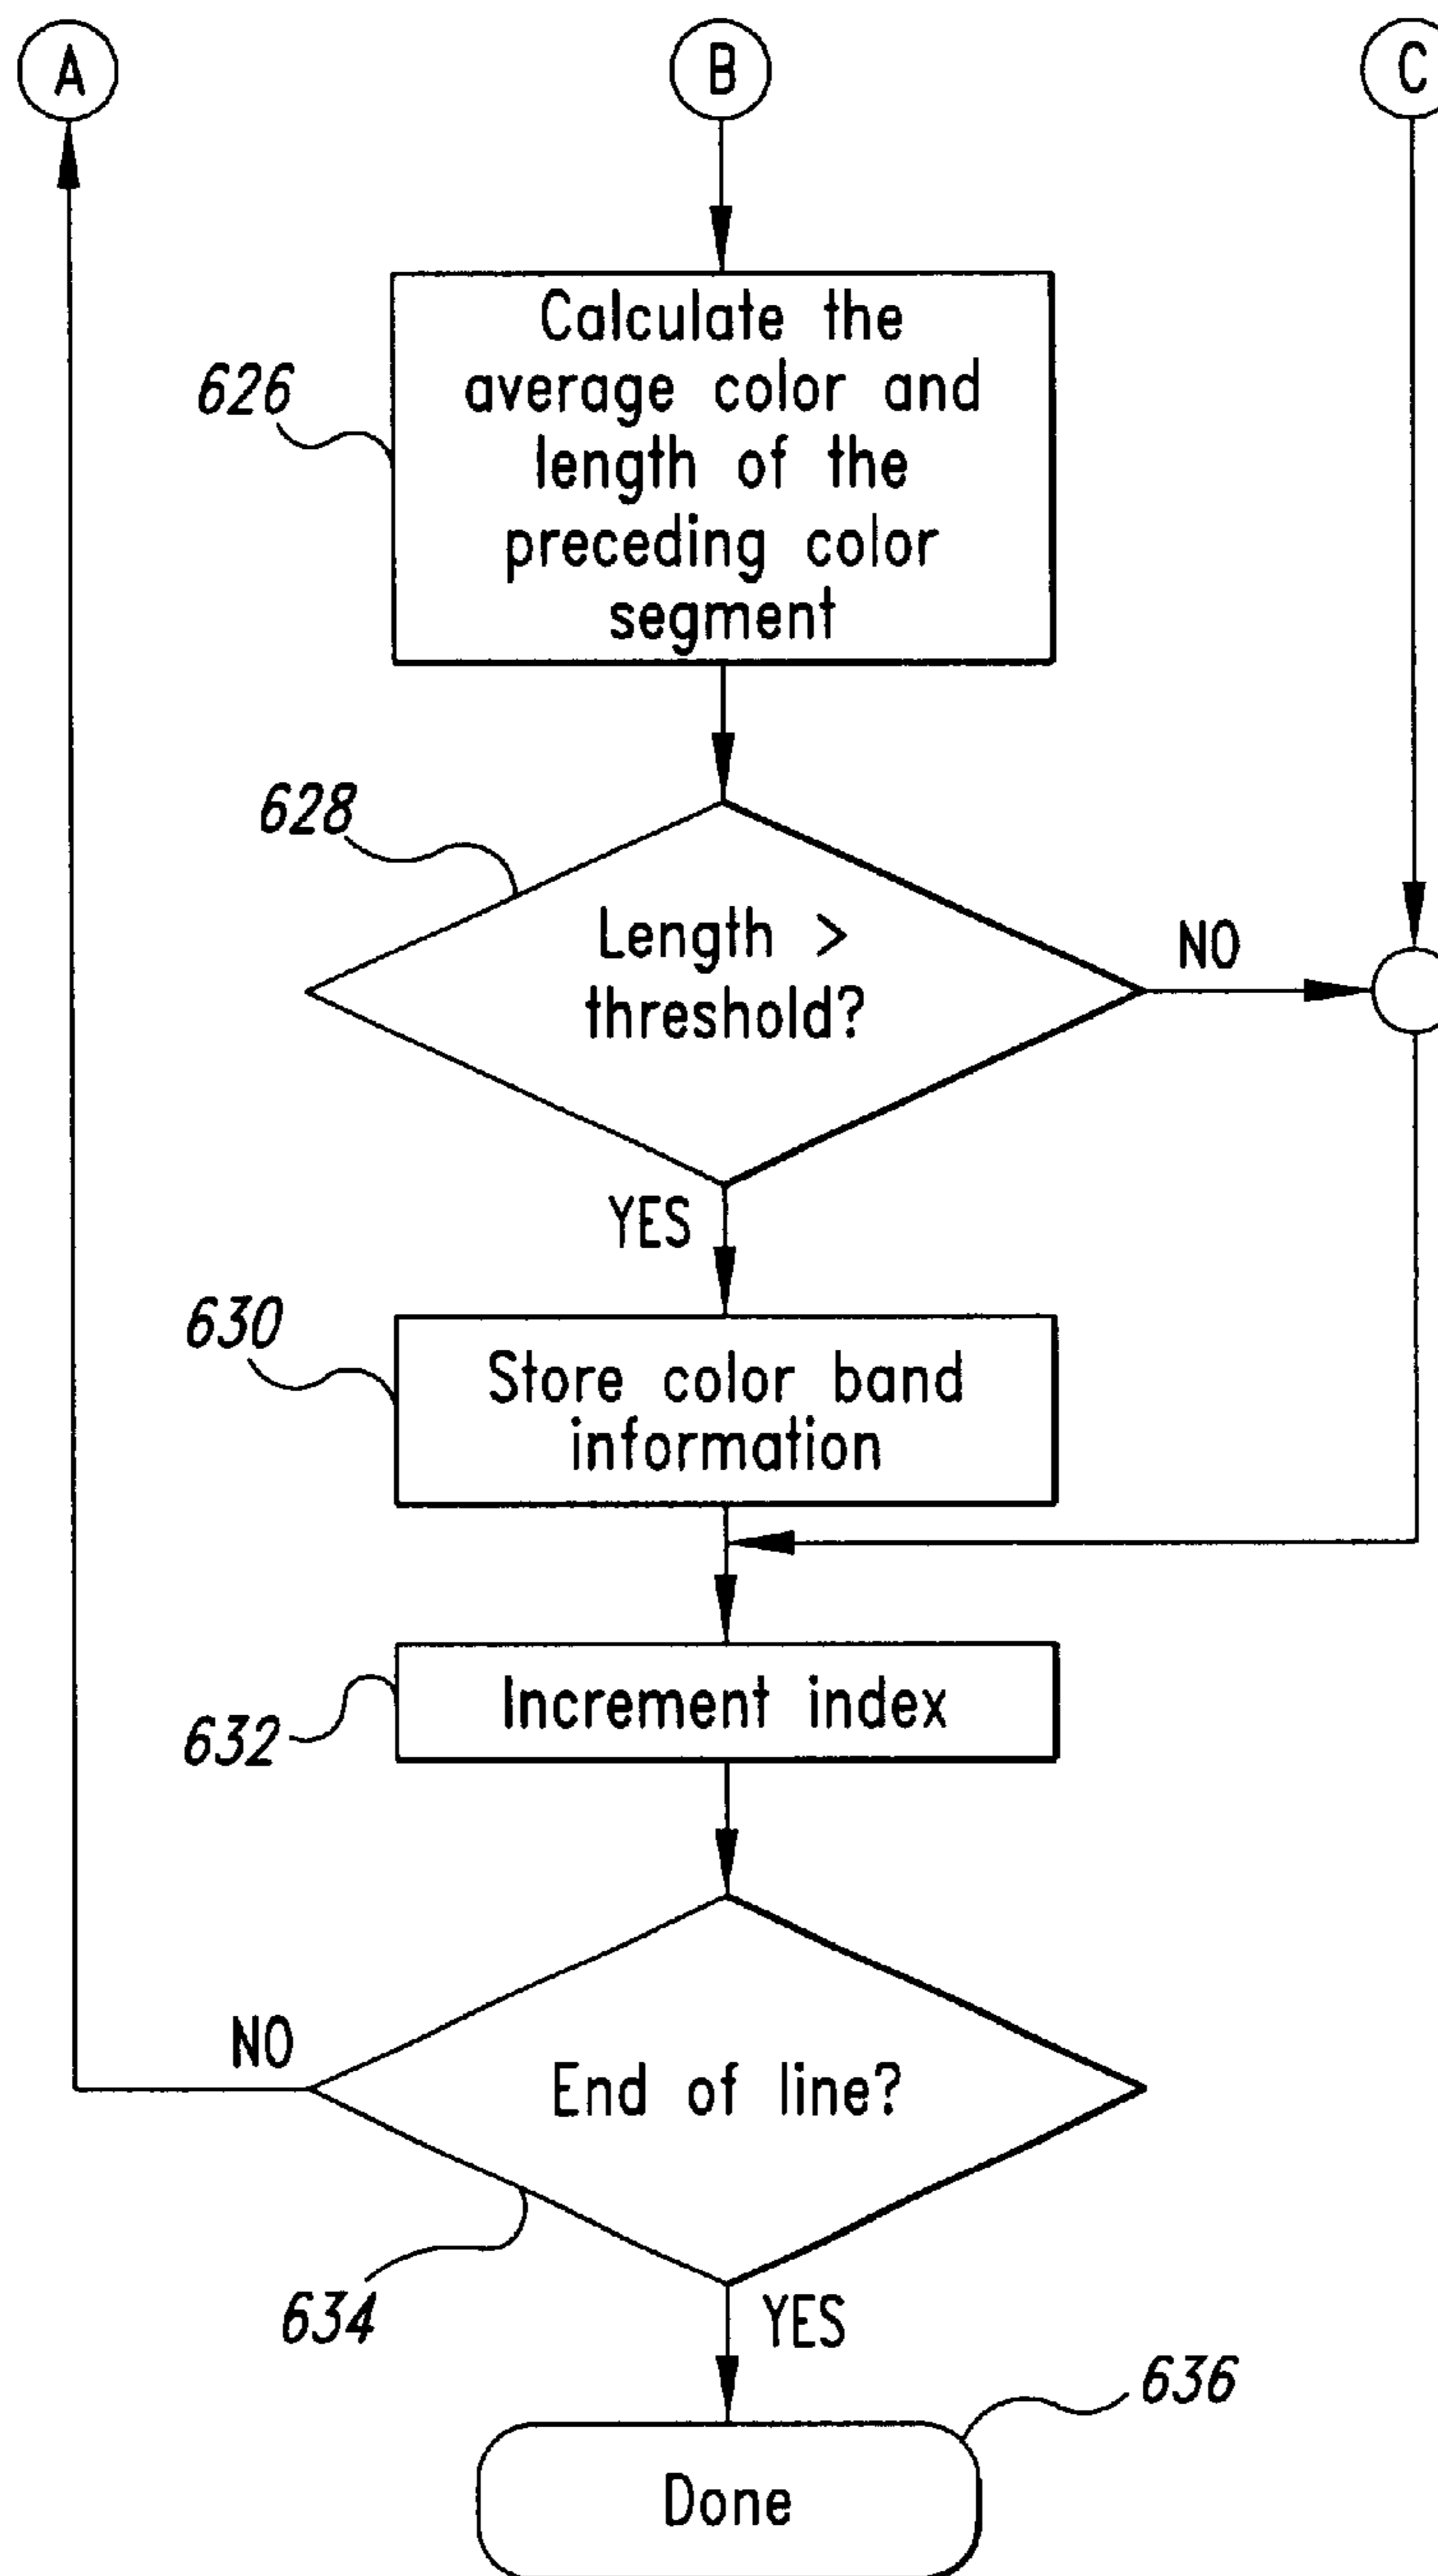 A
B
C
Calculate the
average color and
length of the
preceding color
segment
626
628
Length >
threshold?
NO
YES
630
Store color band
information
Increment index
632
NO
End of line?
634
YES
636
Done